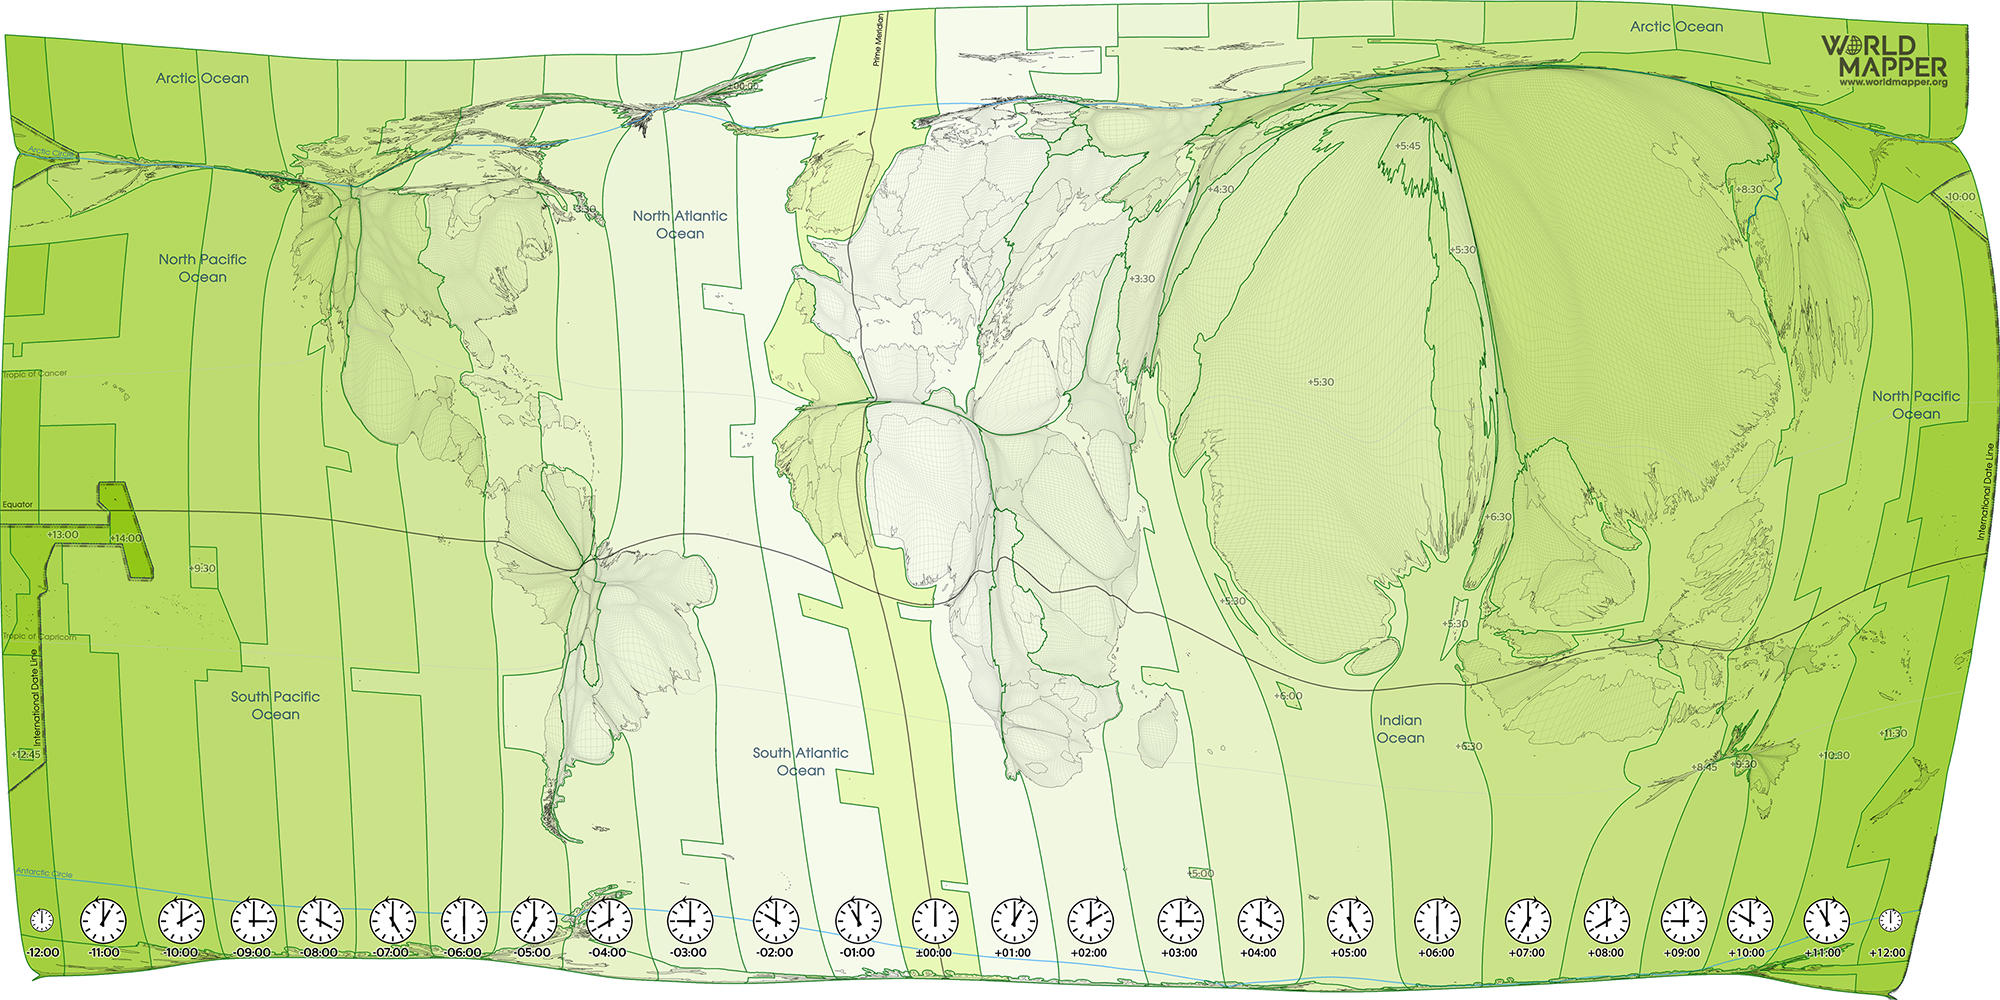 Arctic Ocean
WORLD
MAPPER
www.worldmapper.org
Prime Meridian
Arctic Ocean
±00:00
Arctic Circle
+5:45
+4:30
+8:30
-10:00
-3:30
North Atlantic
Ocean
+5:30
North Pacific
Ocean
+3:30
Tropic of Cancer
+5:30
North Pacific
Ocean
International Date Line
Equator
+6:30
+13:00
+14:00
+9:30
+5:30
+5:30
Tropic of Capricorn
International Date Line
South Pacific
Ocean
+6:00
Indian
Ocean
+6:30
+11:30
+12:45
South Atlantic
Ocean
+8:45
+9:30
+10:30
+5:00
Antarctic Circle
-12:00
-11:00
-10:00
-09:00
-08:00
-07:00
-06:00
-05:00
-04:00
-03:00
-02:00
-01:00
±00:00
+01:00
+02:00
+03:00
+04:00
+05:00
+06:00
+07:00
+08:00
+09:00
+10:00
+11:00
+12:00